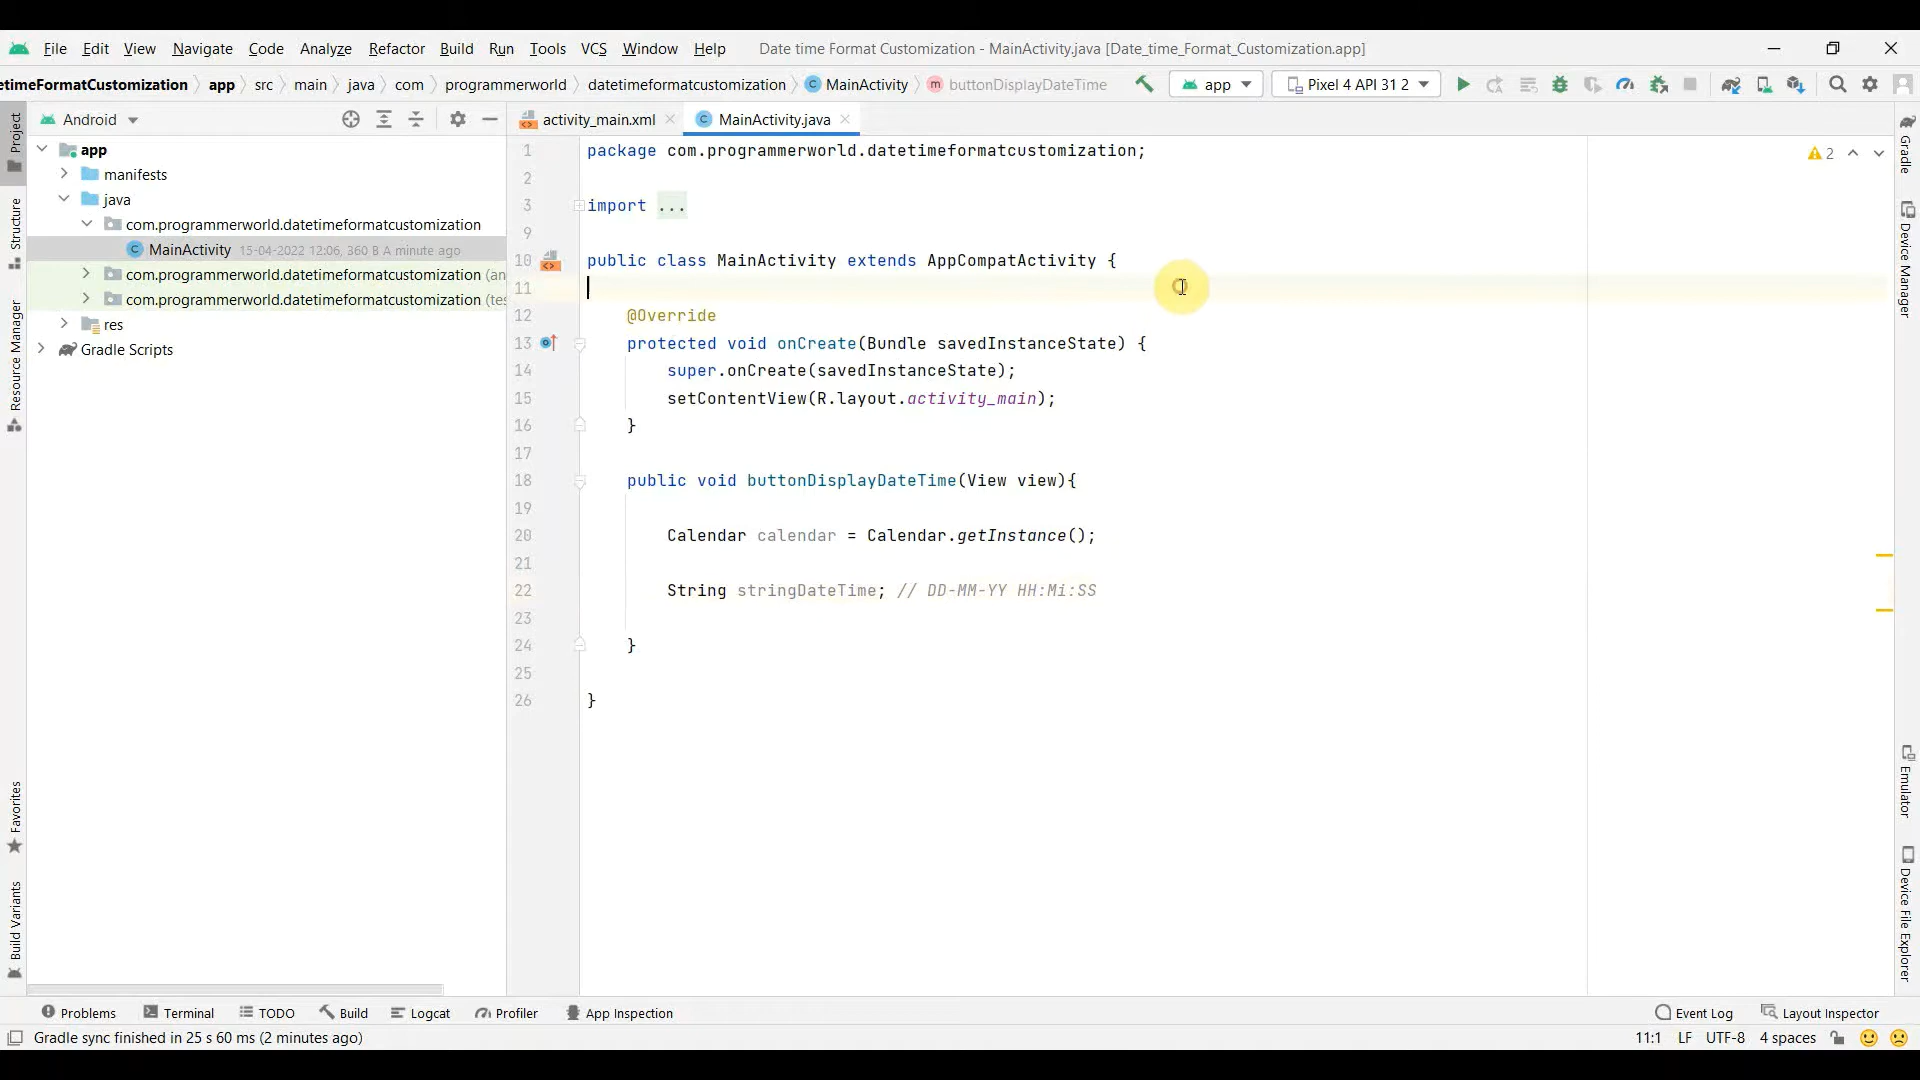 File Edit View Navigate Code Analyze Refactor Build Run Tools VCS Window Help Date time Format Customization - MainActivity.java [Date_time_Format_Customization.app]
etimeFormatCustomization app src main java com programmerworld datetimeformatcustomization MainActivity buttonDisplayDateTime app Pixel 4 API 31 2
Android
activity_main.xml MainActivity.java
Project
Structure
Resource Manager
Favorites
Build Variants
app
manifests
java
com.programmerworld.datetimeformatcustomization
MainActivity 15-04-2022 12:06, 360 B A minute ago
com.programmerworld.datetimeformatcustomization (an
com.programmerworld.datetimeformatcustomization (tes
res
Gradle Scripts
1 package com.programmerworld.datetimeformatcustomization;
2
3 import ...
9
10 public class MainActivity extends AppCompatActivity {
11
12 @Override
13 protected void onCreate(Bundle savedInstanceState) {
14 super.onCreate(savedInstanceState);
15 setContentView(R.layout.activity_main);
16 }
17
18 public void buttonDisplayDateTime(View view){
19
20 Calendar calendar = Calendar.getInstance();
21
22 String stringDateTime; // DD-MM-YY HH:Mi:SS
23
24 }
25
26 }
2
Gradle
Device Manager
Emulator
Device File Explorer
Problems Terminal TODO Build Logcat Profiler App Inspection Event Log Layout Inspector
Gradle sync finished in 25 s 60 ms (2 minutes ago) 11:1 LF UTF-8 4 spaces